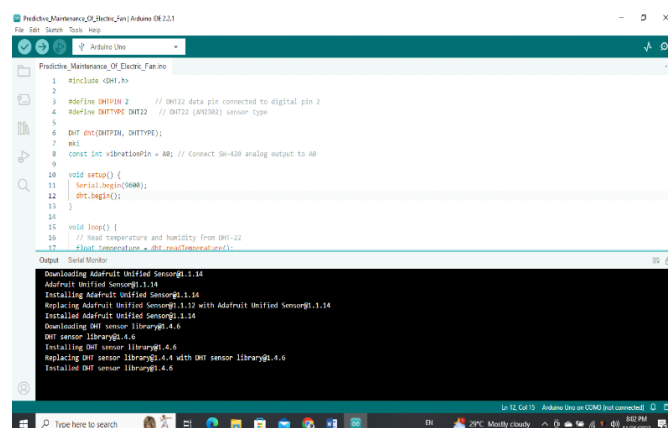 Predictive_Maintenance_Of_Electric_Fan | Arduino IDE 2.2.1
File Edit Sketch Tools Help
Arduino Uno
Predictive_Maintenance_Of_Electric_Fan.ino
1 #include <DHT.h>
2
3 #define DHTPIN 2 // DHT22 data pin connected to digital pin 2
4 #define DHTTYPE DHT22 // DHT22 (AM2302) sensor type
5
6 DHT dht(DHTPIN, DHTTYPE);
7 mki
8 const int vibrationPin = A0; // Connect SW-420 analog output to A0
9
10 void setup() {
11 Serial.begin(9600);
12 dht.begin();
13 }
14
15 void loop() {
16 // Read temperature and humidity from DHT-22
17 float temperature = dht.readTemperature();
Output Serial Monitor
Downloading Adafruit Unified Sensor@1.1.14
Adafruit Unified Sensor@1.1.14
Installing Adafruit Unified Sensor@1.1.14
Replacing Adafruit Unified Sensor@1.1.12 with Adafruit Unified Sensor@1.1.14
Installed Adafruit Unified Sensor@1.1.14
Downloading DHT sensor library@1.4.6
DHT sensor library@1.4.6
Installing DHT sensor library@1.4.6
Replacing DHT sensor library@1.4.4 with DHT sensor library@1.4.6
Installed DHT sensor library@1.4.6
Ln 12, Col 15 Arduino Uno on COM3 [not connected]
Type here to search
EN
29°C Mostly cloudy
8:02 PM